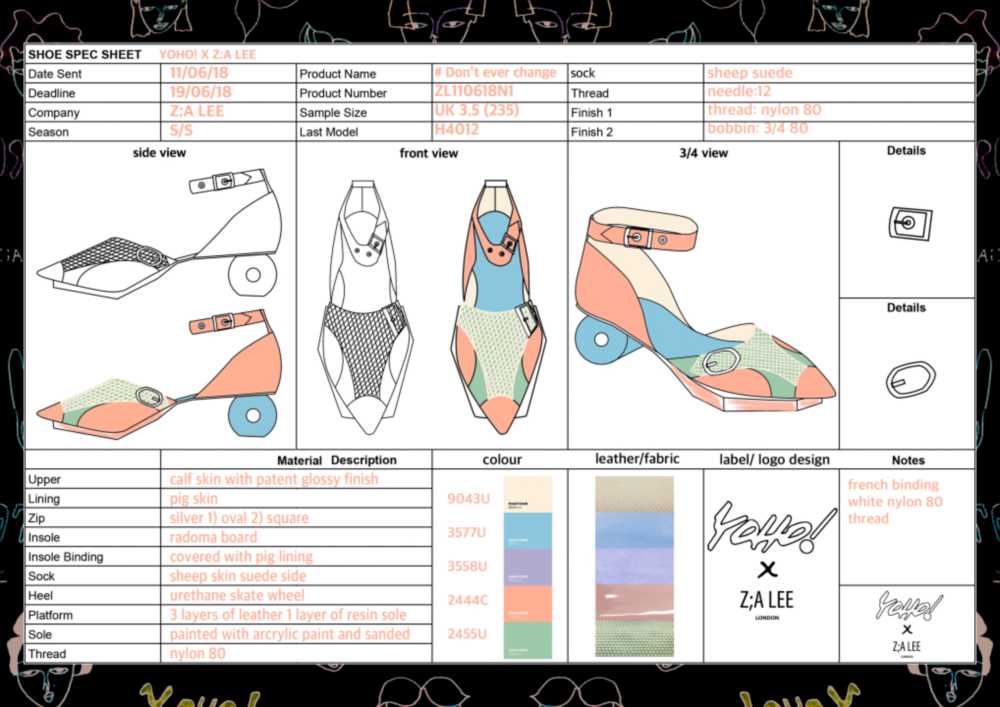 SHOE SPEC SHEET YOHO! X Z;A LEE
Date Sent 11/06/18 Product Name # Don't ever change sock sheep suede
Deadline 19/06/18 Product Number ZL110618N1 Thread needle:12
Company Z;A LEE Sample Size UK 3.5 (235) Finish 1 thread: nylon 80
Season S/S Last Model H4012 Finish 2 bobbin: 3/4 80
side view front view 3/4 view Details
Details
Material Description colour leather/fabric label/ logo design Notes
Upper calf skin with patent glossy finish
Lining pig skin
Zip silver 1) oval 2) square
Insole radoma board
Insole Binding covered with pig lining
Sock sheep skin suede side
Heel urethane skate wheel
Platform 3 layers of leather 1 layer of resin sole
Sole painted with arcrylic paint and sanded
Thread nylon 80
9043U
3577U
3558U
2444C
2455U
YOHO!
X
Z;A LEE
LONDON
french binding
white nylon 80
thread
YOHO!
X
Z;A LEE